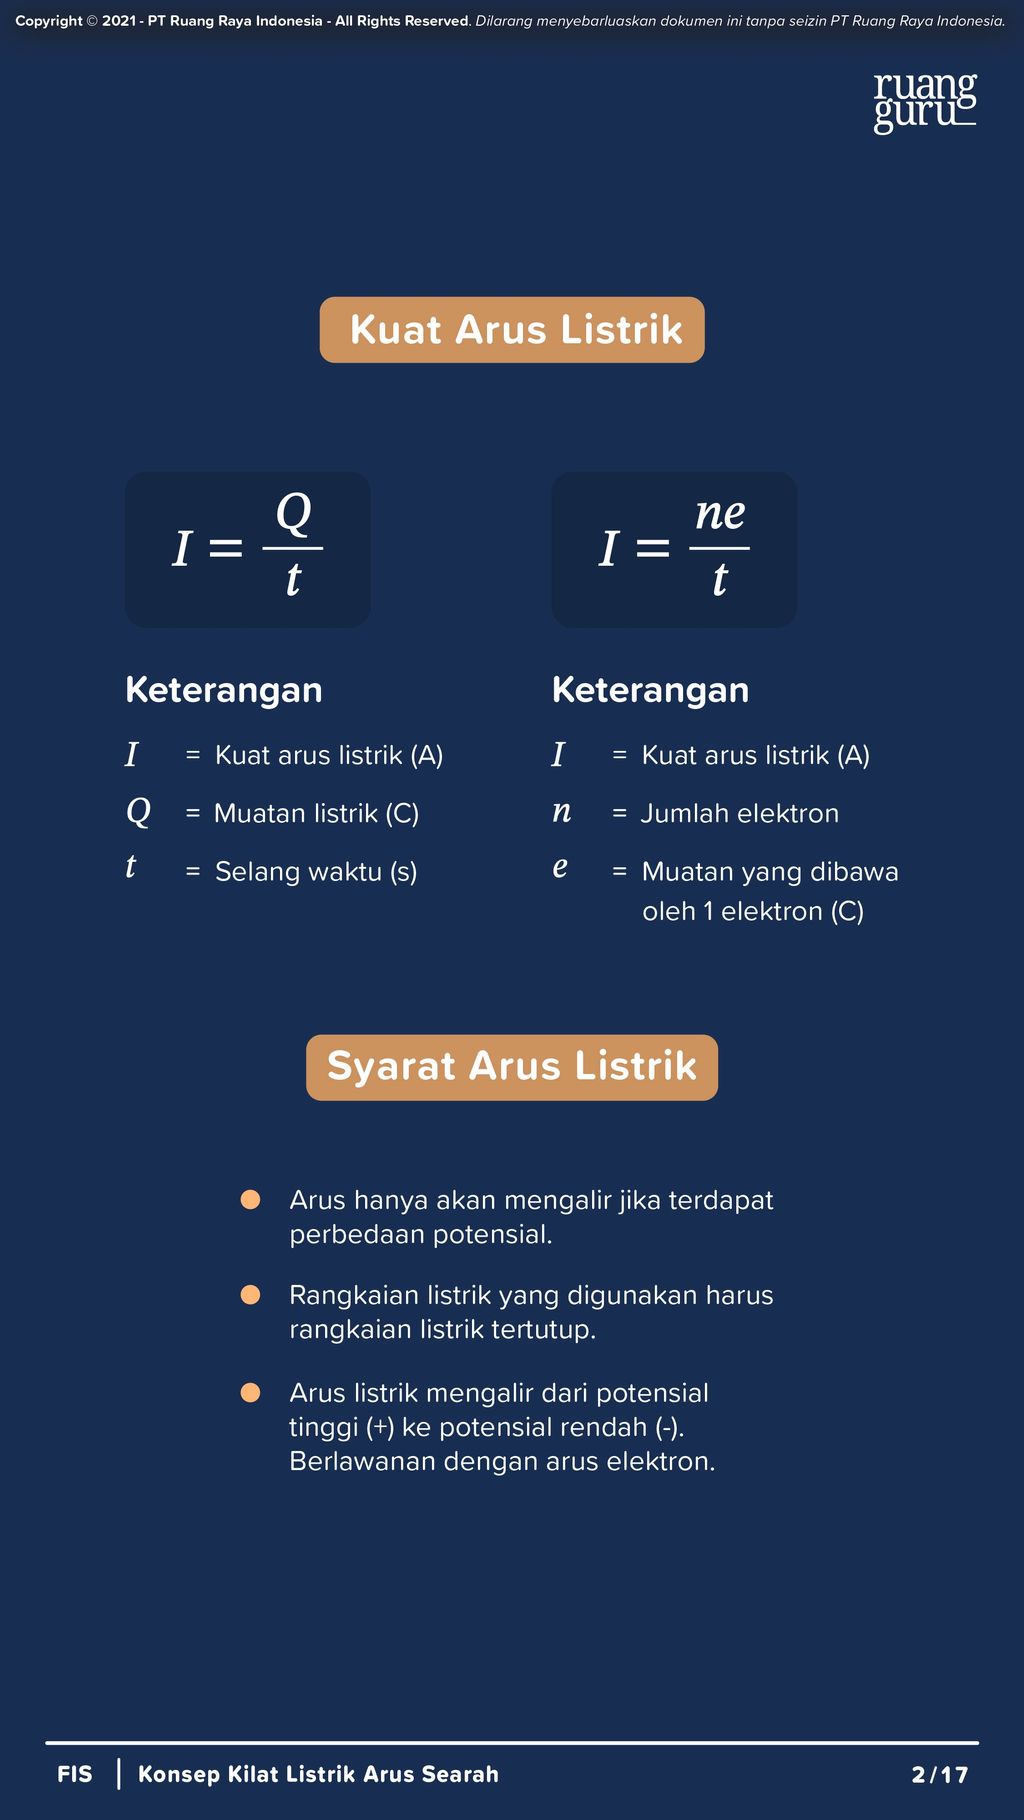 Copyright © 2021 - PT Ruang Raya Indonesia - All Rights Reserved. Dilarang menyebarluaskan dokumen ini tanpa seizin PT Ruang Raya Indonesia.
ruang
guru
Kuat Arus Listrik
I = Q/t
I = ne/t
Keterangan
I = Kuat arus listrik (A)
Q = Muatan listrik (C)
t = Selang waktu (s)
Keterangan
I = Kuat arus listrik (A)
n = Jumlah elektron
e = Muatan yang dibawa
oleh 1 elektron (C)
Syarat Arus Listrik
Arus hanya akan mengalir jika terdapat
perbedaan potensial.
Rangkaian listrik yang digunakan harus
rangkaian listrik tertutup.
Arus listrik mengalir dari potensial
tinggi (+) ke potensial rendah (-).
Berlawanan dengan arus elektron.
FIS | Konsep Kilat Listrik Arus Searah
2/17